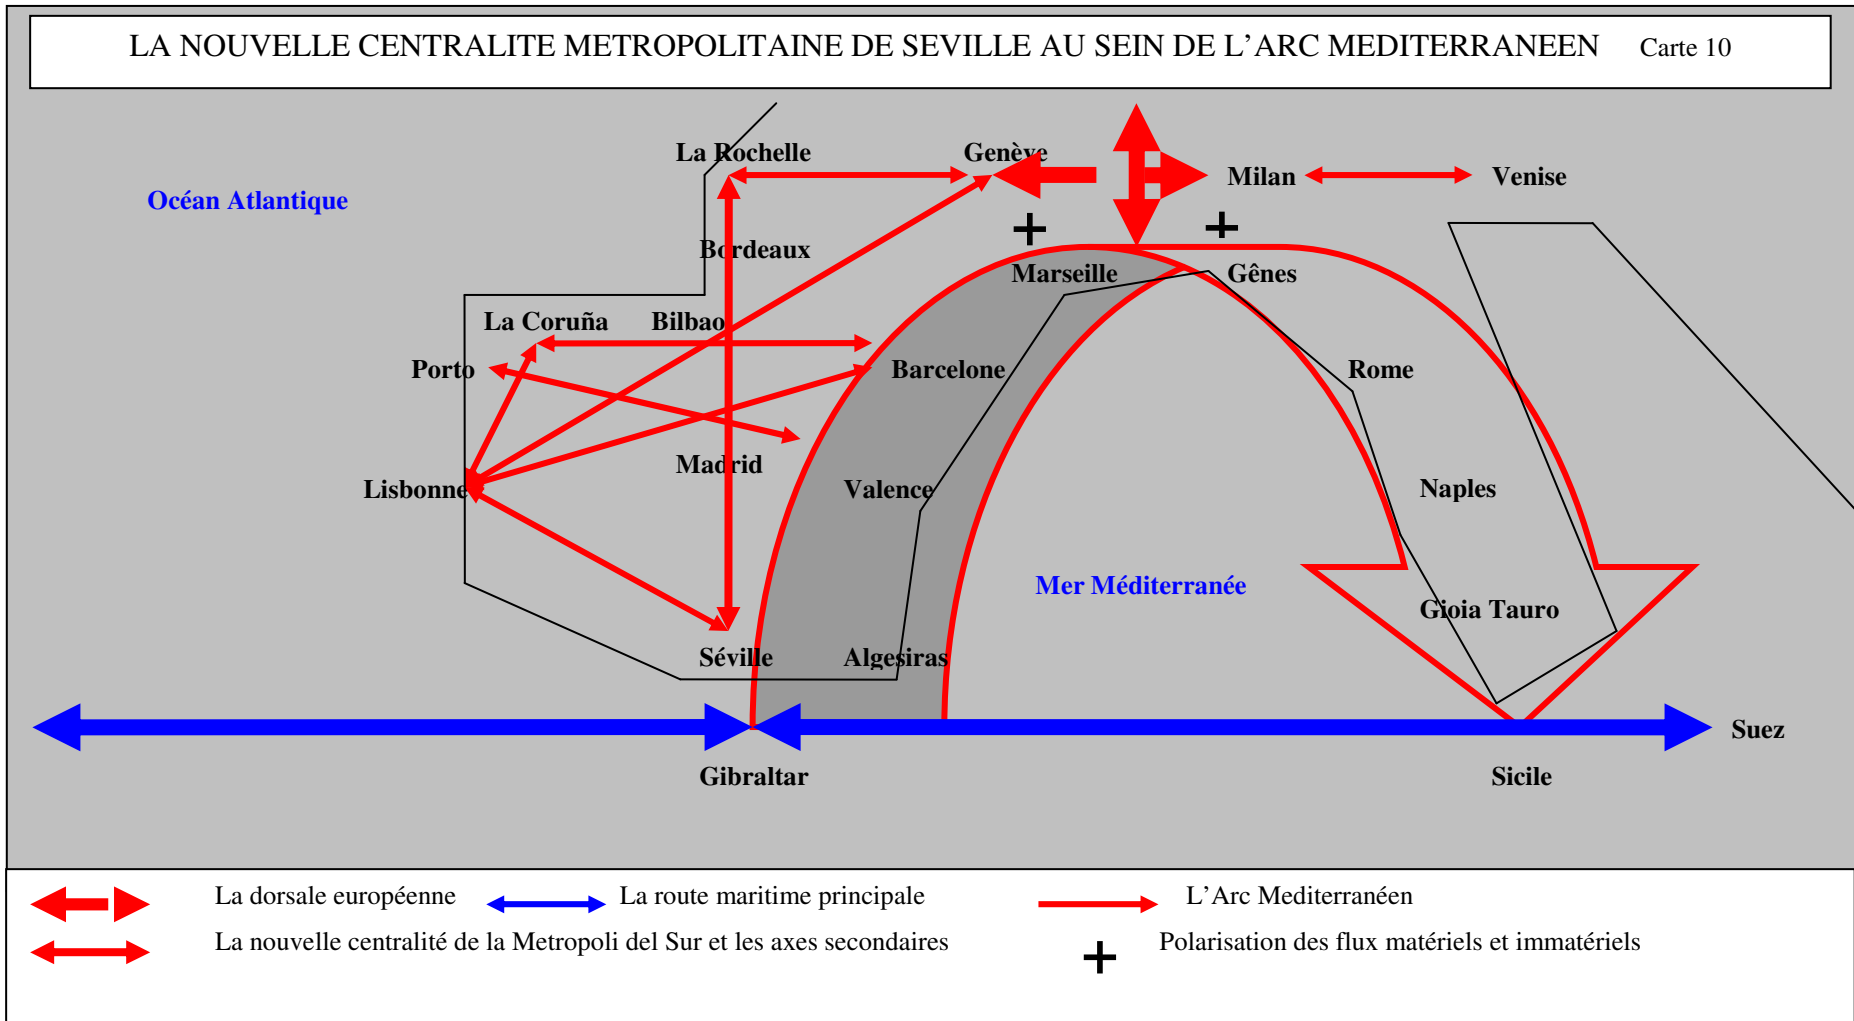 LA NOUVELLE CENTRALITE METROPOLITAINE DE SEVILLE AU SEIN DE L'ARC MEDITERRANEEN Carte 10
La Rochelle
Genève
Milan
Venise
Océan Atlantique
Bordeaux
Marseille
Gênes
La Coruña
Bilbao
Porto
Barcelone
Rome
Madrid
Lisbonne
Valence
Naples
Mer Méditerranée
Gioia Tauro
Séville
Algesiras
Suez
Gibraltar
Sicile
La dorsale européenne
La route maritime principale
L'Arc Mediterranéen
La nouvelle centralité de la Metropoli del Sur et les axes secondaires
Polarisation des flux matériels et immatériels